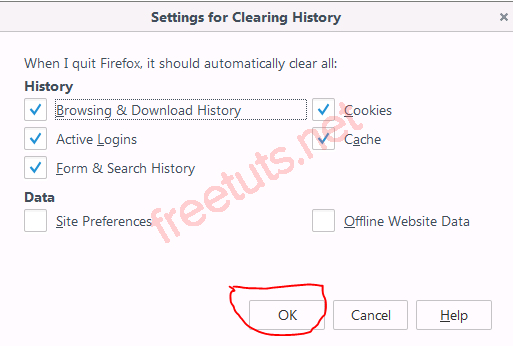 Settings for Clearing History
×
When I quit Firefox, it should automatically clear all:
History
Browsing & Download History
Cookies
Active Logins
Cache
Form & Search History
Data
Site Preferences
Offline Website Data
OK
Cancel
Help
freetuts.net